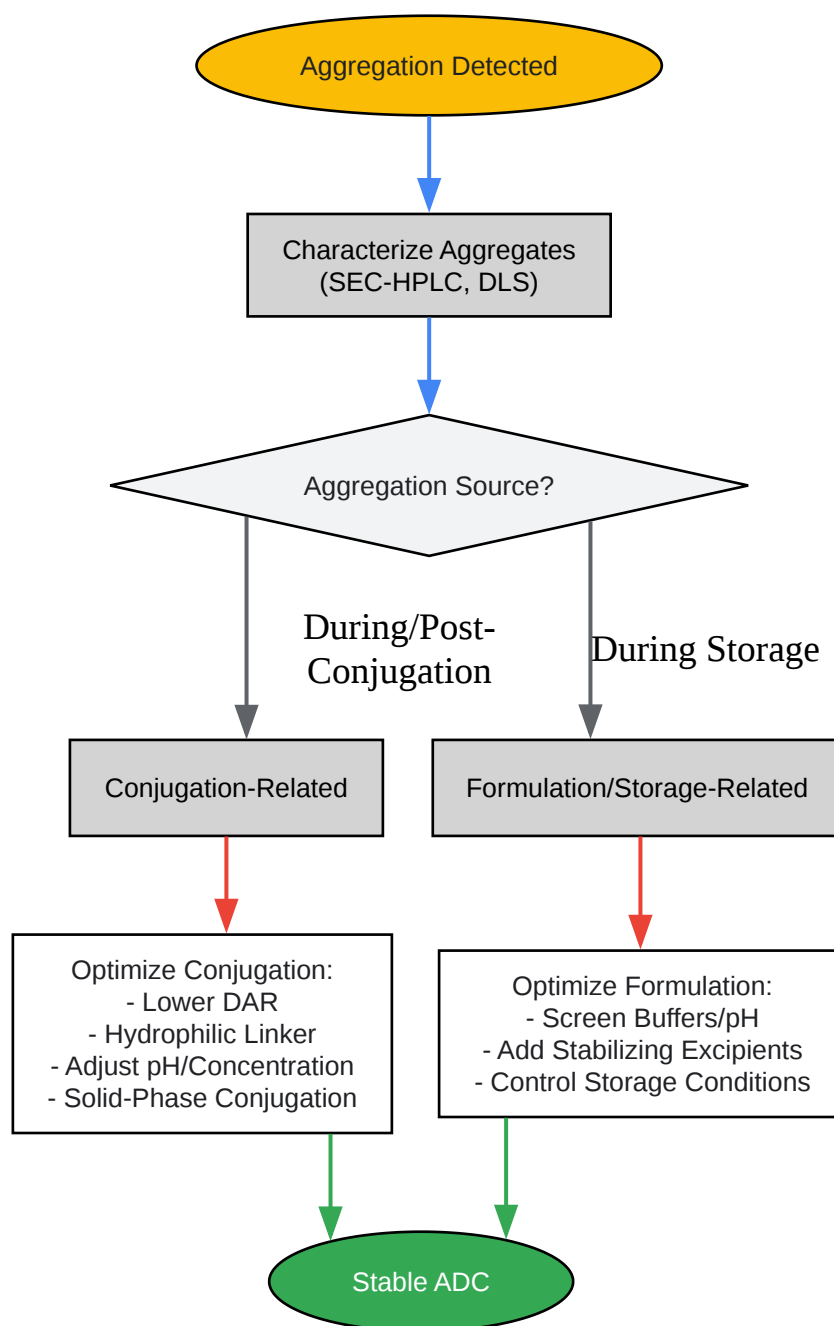 Aggregation Detected
Characterize Aggregates
(SEC-HPLC, DLS)
Aggregation Source?
During/Post-
Conjugation
During Storage
Conjugation-Related
Formulation/Storage-Related
Optimize Conjugation:
- Lower DAR
- Hydrophilic Linker
- Adjust pH/Concentration
- Solid-Phase Conjugation
Optimize Formulation:
- Screen Buffers/pH
- Add Stabilizing Excipients
- Control Storage Conditions
Stable ADC